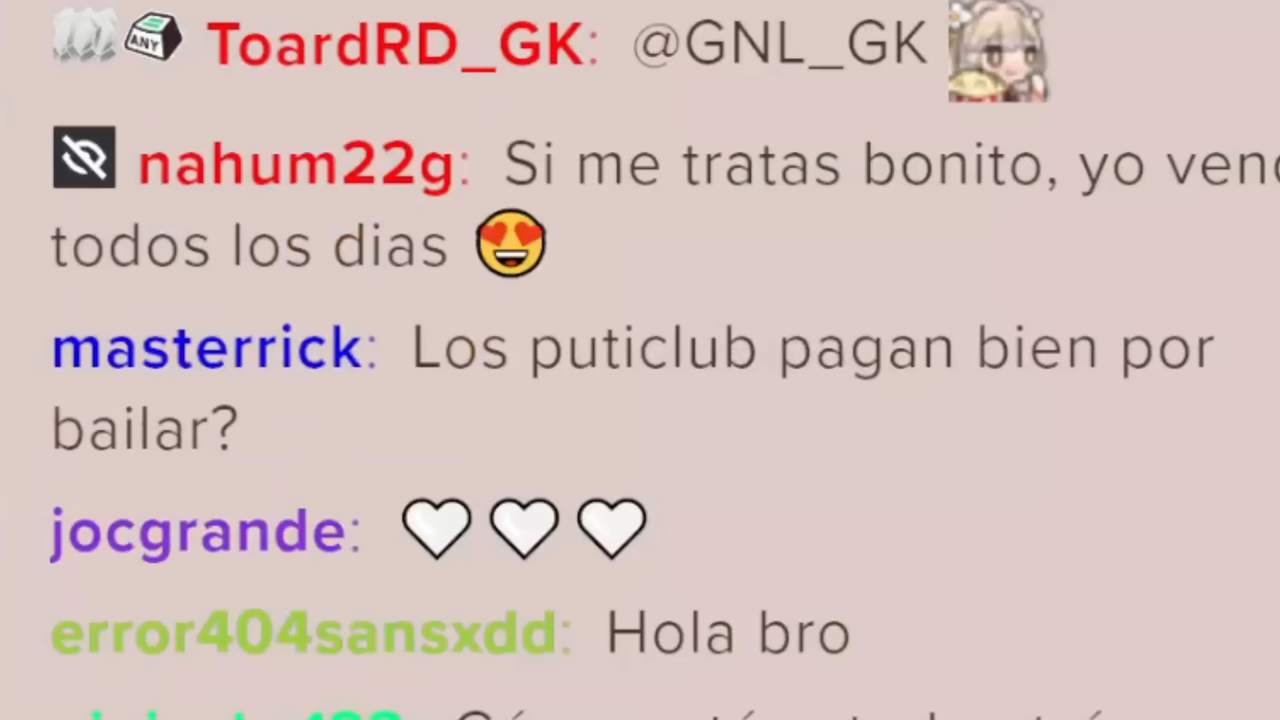 ANY ToardRD_GK: @GNL_GK
nahum22g: Si me tratas bonito, yo
todos los dias 😍
masterrick: Los puticlub pagan bien por
bailar?
jocgrande: 🤍🤍🤍
error404sansxdd: Hola bro